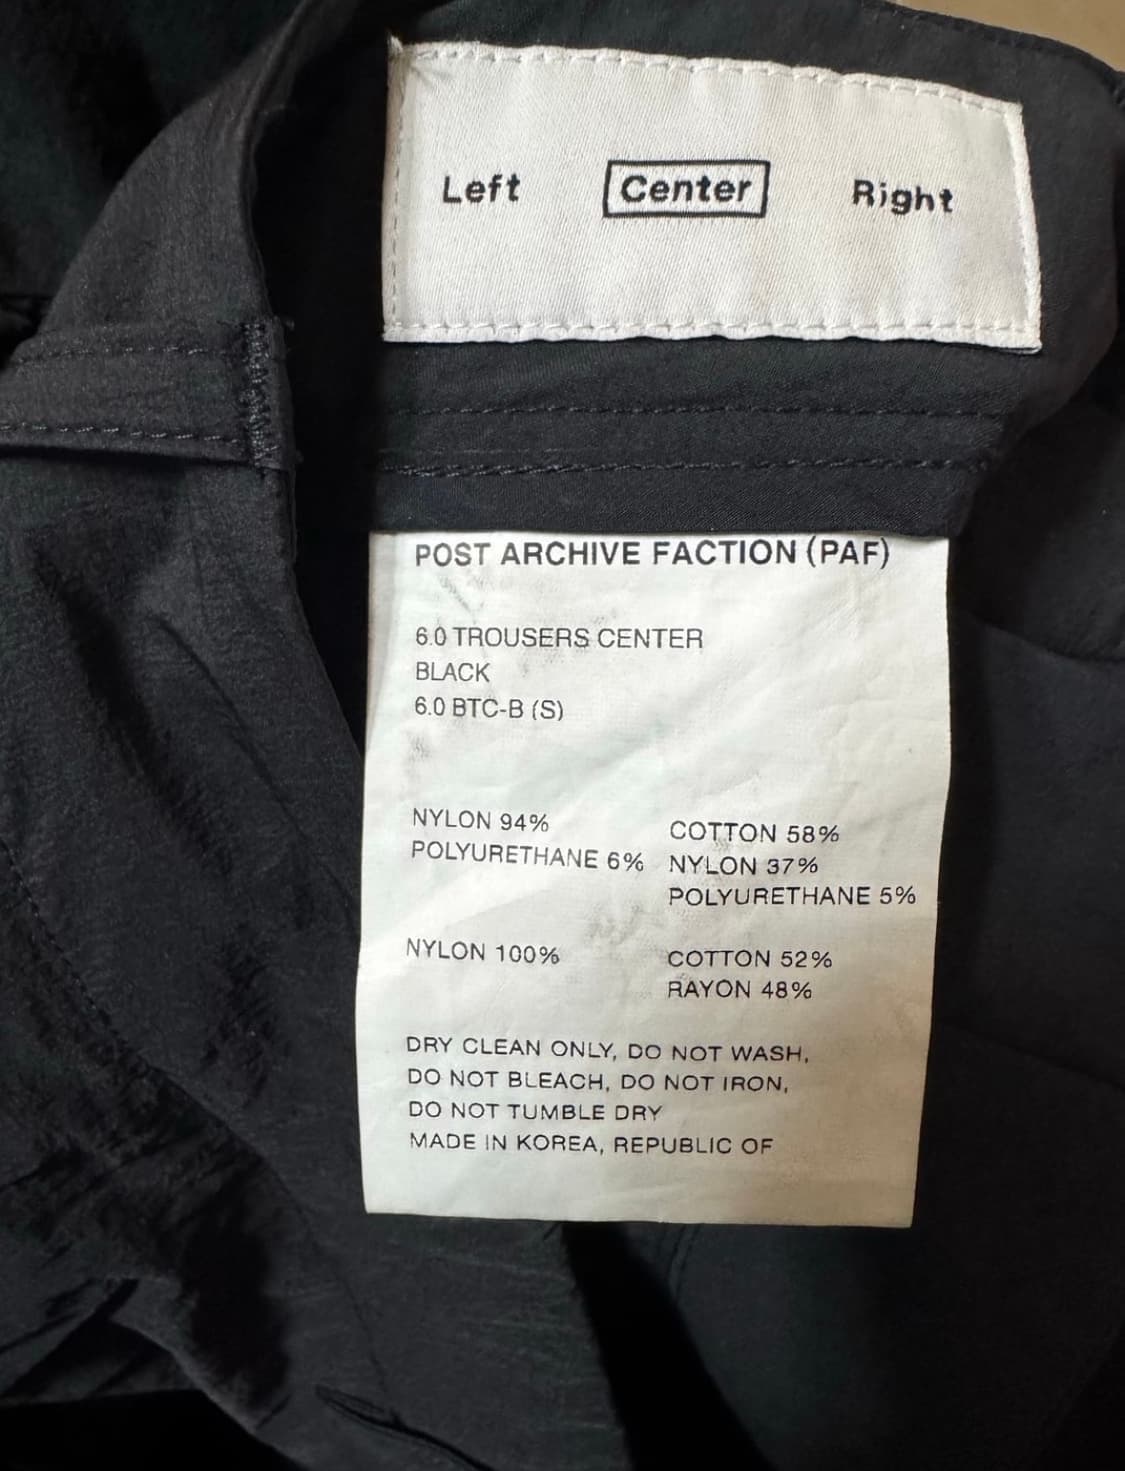 Left Center Right
POST ARCHIVE FACTION (PAF)
6.0 TROUSERS CENTER
BLACK
6.0 BTC-B (S)
NYLON 94%
POLYURETHANE 6%
COTTON 58%
NYLON 37%
POLYURETHANE 5%
NYLON 100%
COTTON 52%
RAYON 48%
DRY CLEAN ONLY, DO NOT WASH,
DO NOT BLEACH, DO NOT IRON,
DO NOT TUMBLE DRY
MADE IN KOREA, REPUBLIC OF